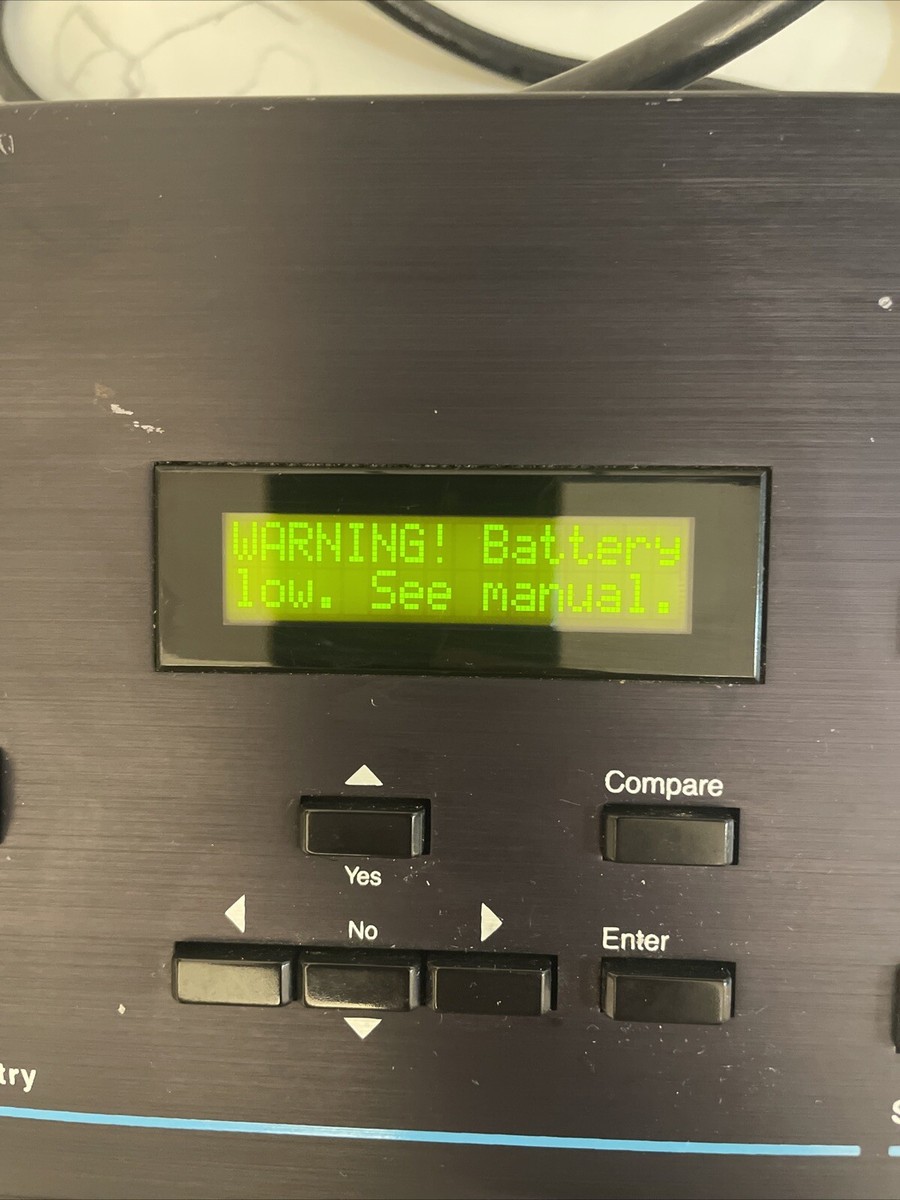 WARNING! Battery
low. See manual.
Compare
Yes
No
Enter
try
S